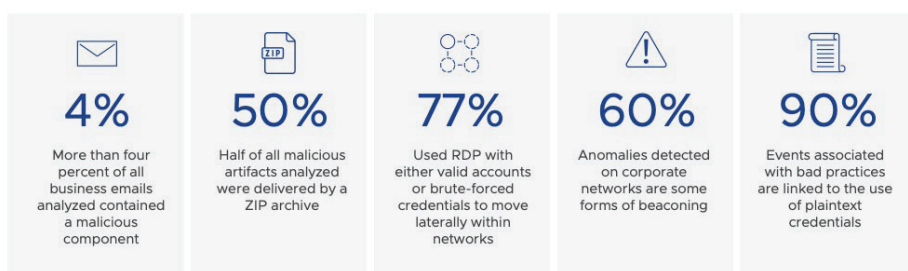 4%
More than four
percent of all
business emails
analyzed contained
a malicious
component
ZIP
50%
Half of all malicious
artifacts analyzed
were delivered by a
ZIP archive
77%
Used RDP with
either valid accounts
or brute-forced
credentials to move
laterally within
networks
60%
Anomalies detected
on corporate
networks are some
forms of beaconing
90%
Events associated
with bad practices
are linked to the use
of plaintext
credentials